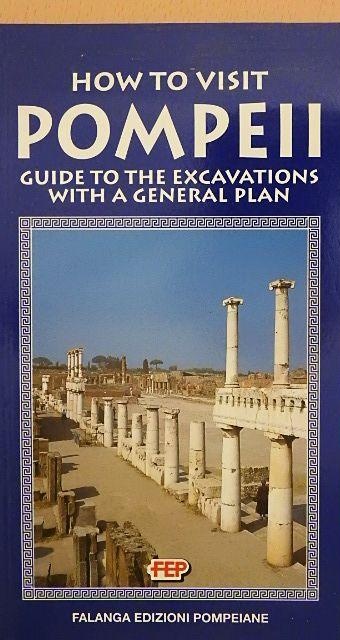 HOW TO VISIT
POMPEII
GUIDE TO THE EXCAVATIONS
WITH A GENERAL PLAN
FEP
FALANGA EDIZIONI POMPEIANE